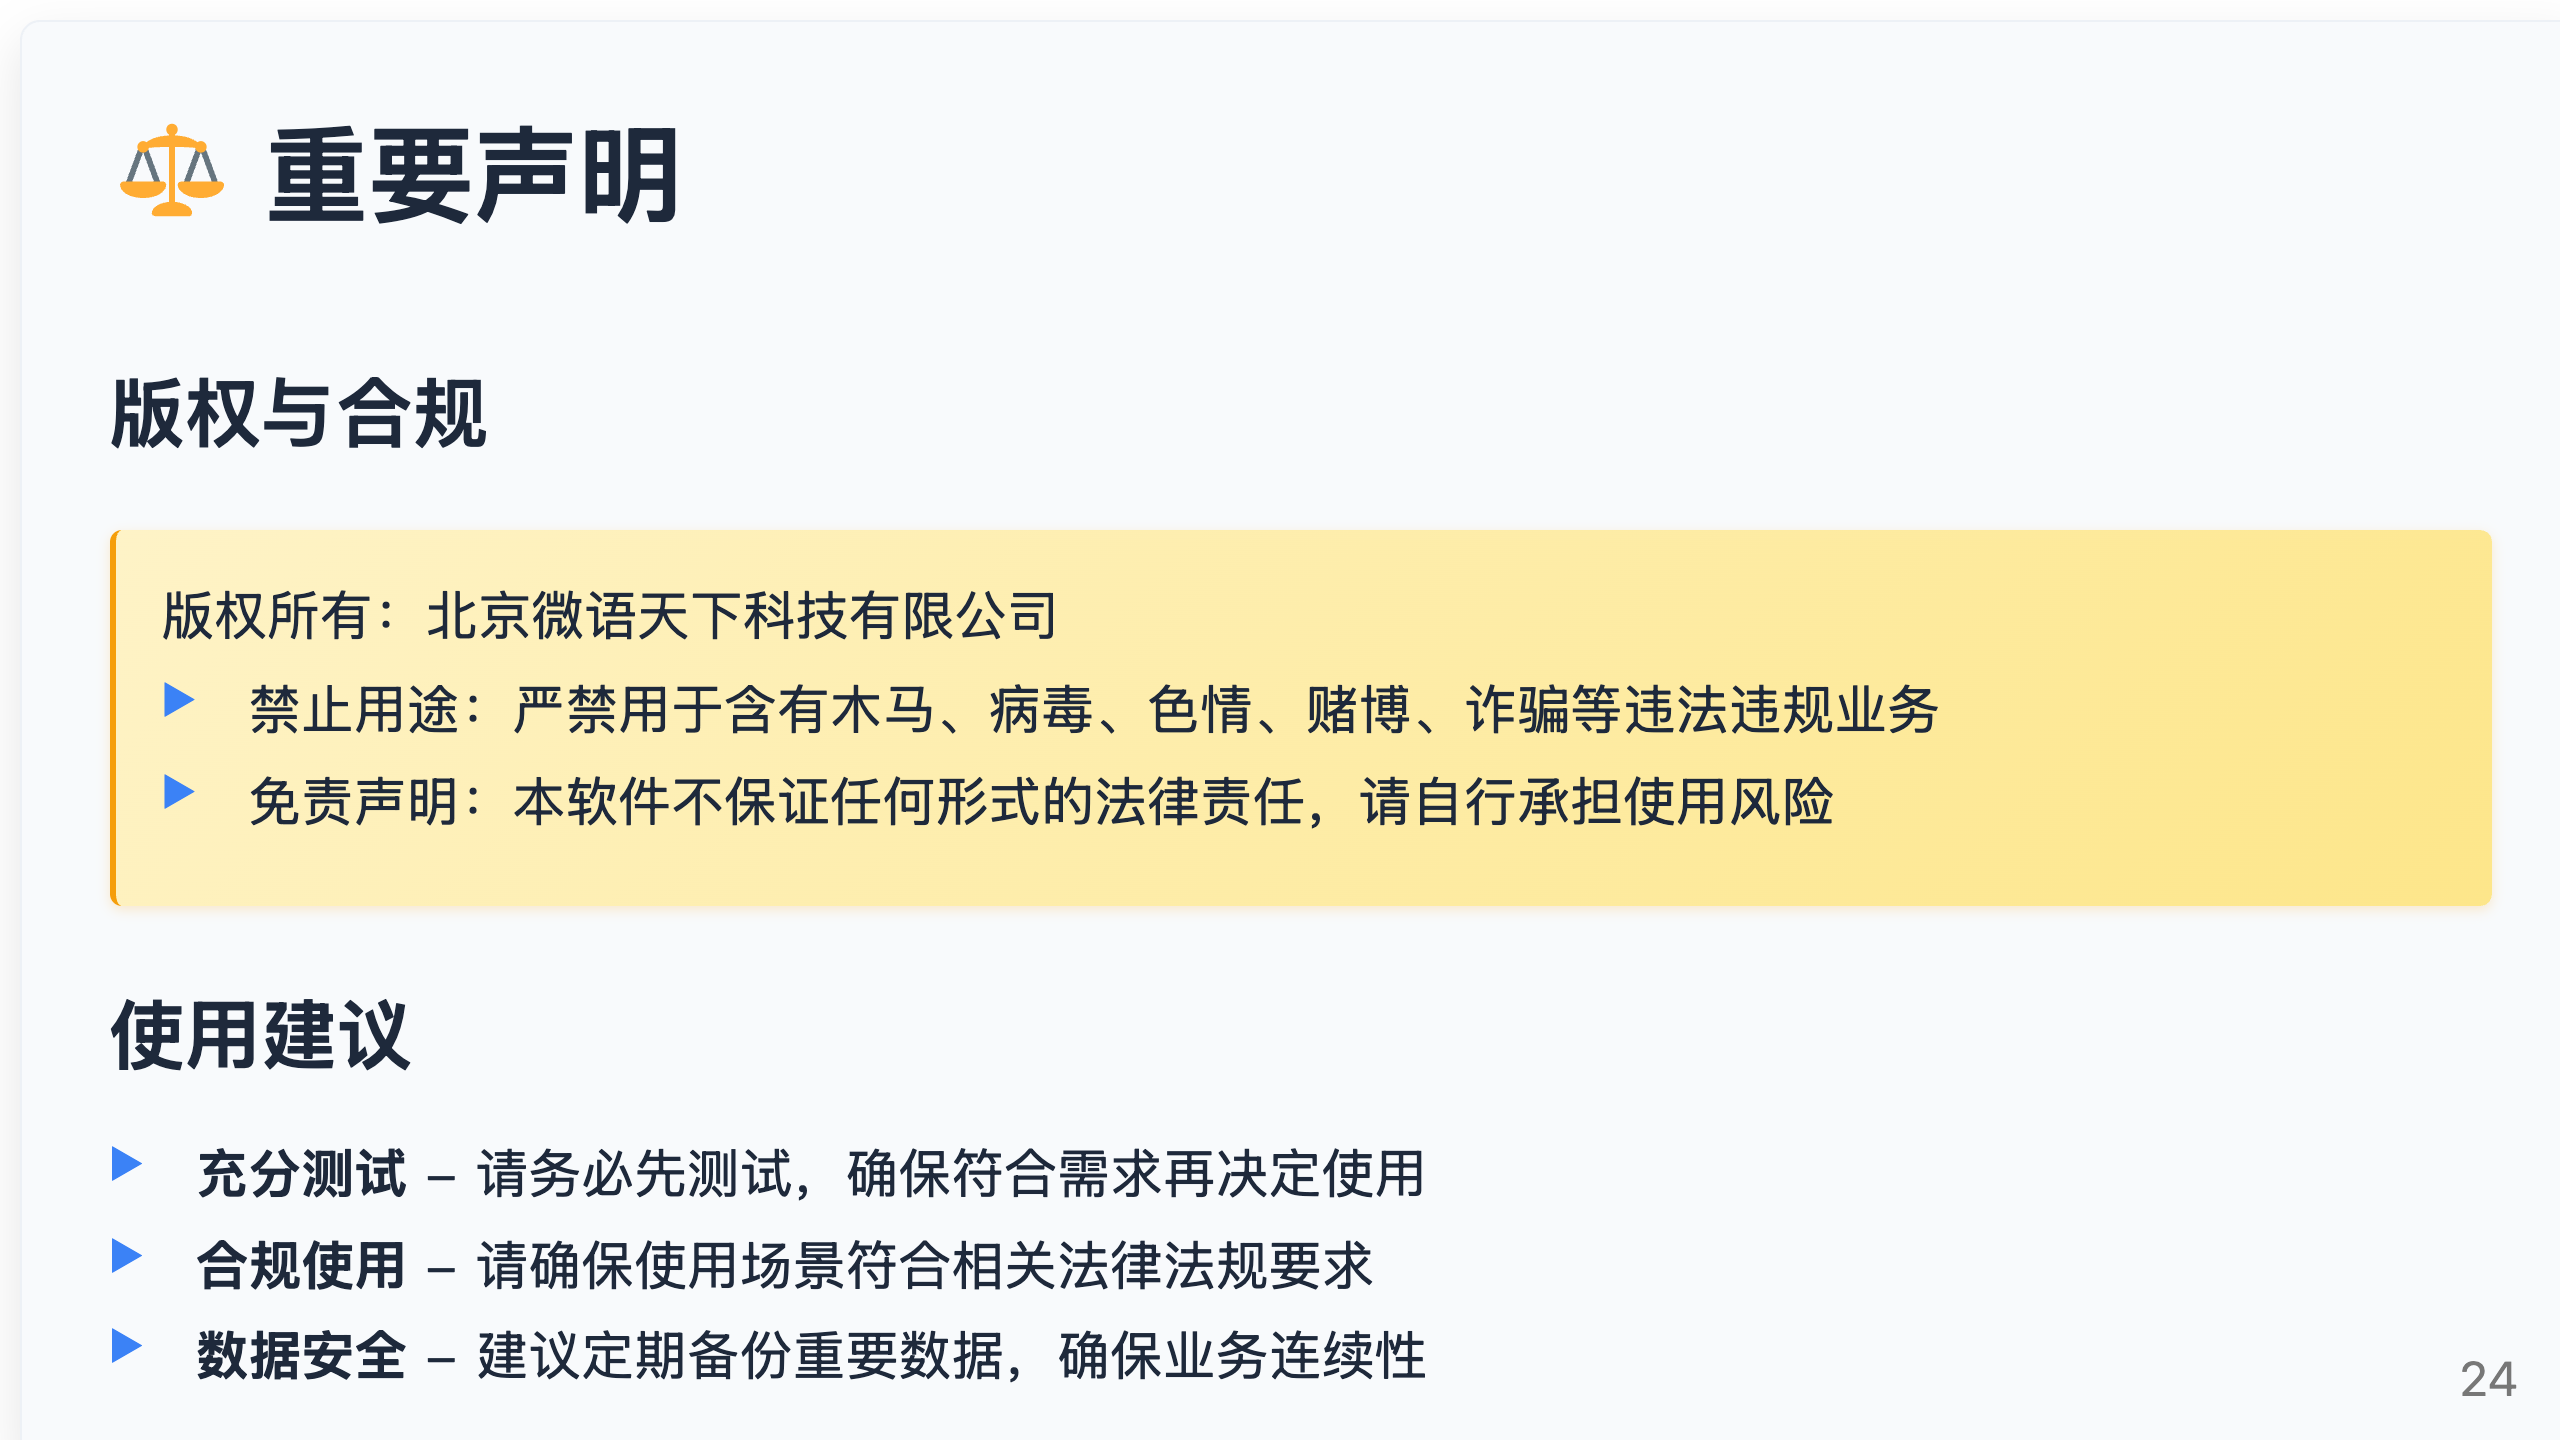 ⚖️ 重要声明
版权与合规
版权所有：北京微语天下科技有限公司
▶ 禁止用途：严禁用于含有木马、病毒、色情、赌博、诈骗等违法违规业务
▶ 免责声明：本软件不保证任何形式的法律责任，请自行承担使用风险
使用建议
▶ 充分测试 – 请务必先测试，确保符合需求再决定使用
▶ 合规使用 – 请确保使用场景符合相关法律法规要求
▶ 数据安全 – 建议定期备份重要数据，确保业务连续性
24